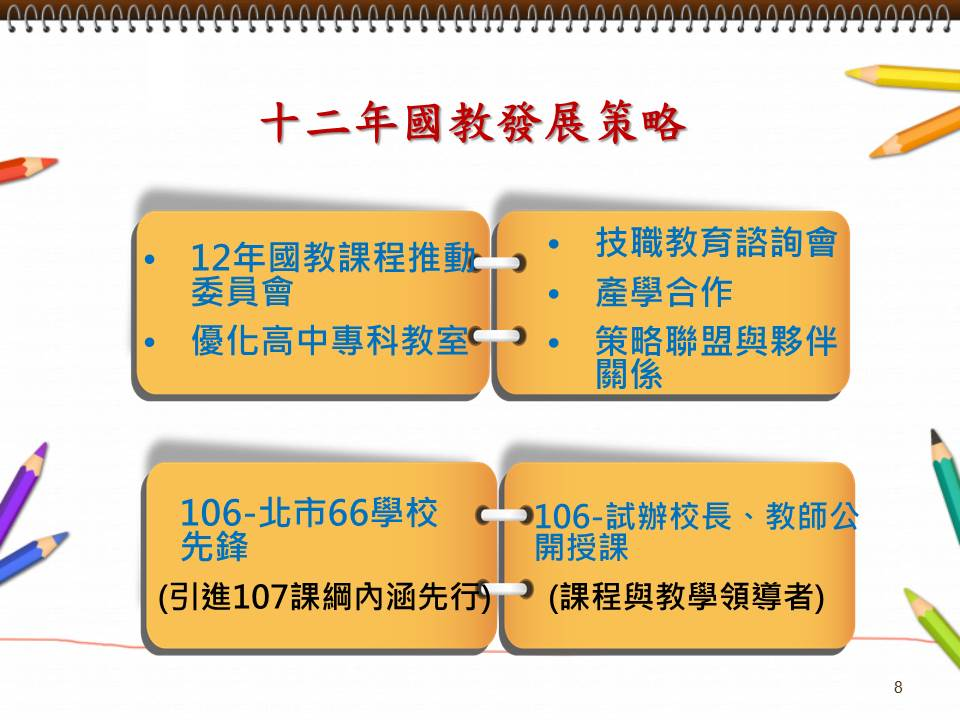 十二年國教發展策略
• 12年國教課程推動
委員會
• 優化高中專科教室
• 技職教育諮詢會
• 產學合作
• 策略聯盟與夥伴
關係
106-北市66學校
先鋒
(引進107課綱內涵先行)
106-試辦校長、教師公
開授課
(課程與教學領導者)
8